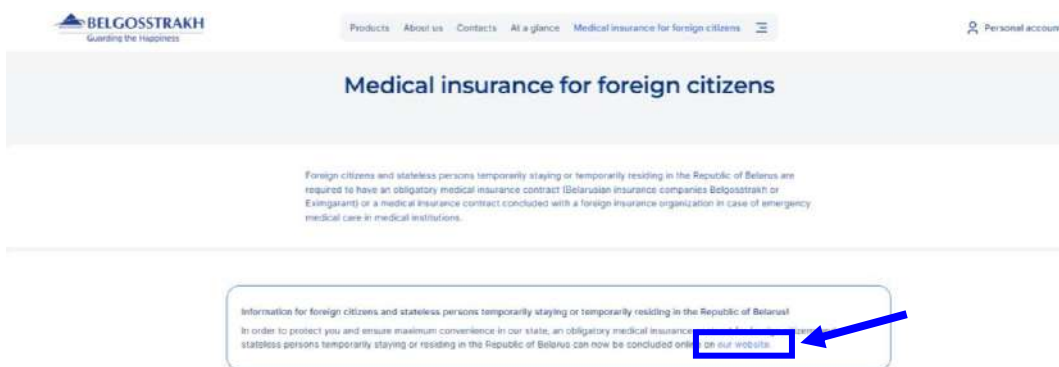 BELGOSSTRAKH
Guarding the Happiness
Products About us Contacts At a glance Medical insurance for foreign citizens
Personal accoun
Medical insurance for foreign citizens
Foreign citizens and stateless persons temporarily staying or temporarily residing in the Republic of Belarus are
required to have an obligatory medical insurance contract (Belarusian insurance companies Belgosstrakh or
Eximgarant) or a medical insurance contract concluded with a foreign insurance organization in case of emergency
medical care in medical institutions.
Information for foreign citizens and stateless persons temporarily staying or temporarily residing in the Republic of Belarus!
In order to protect you and ensure maximum convenience in our state, an obligatory medical insurance
stateless persons temporarily staying or residing in the Republic of Belarus can now be concluded online on our website.